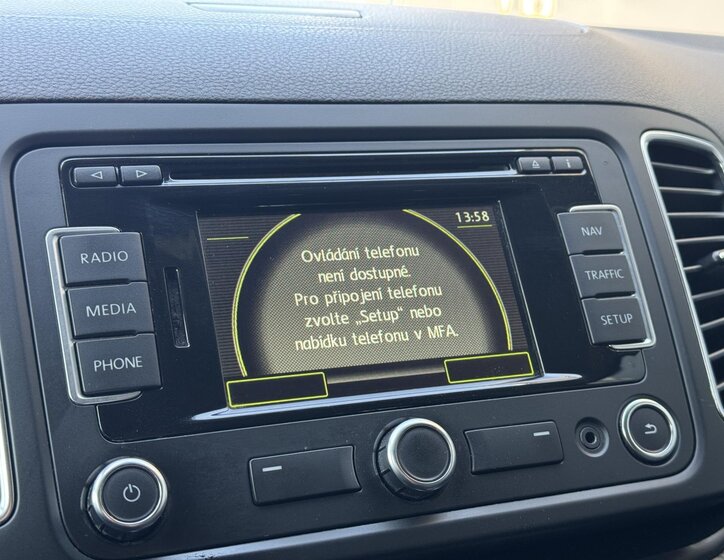 13:58
RADIO
MEDIA
PHONE
Ovládání telefonu
není dostupné.
Pro připojení telefonu
zvolte „Setup“ nebo
nabídku telefonu v MFA.
NAV
TRAFFIC
SETUP
i